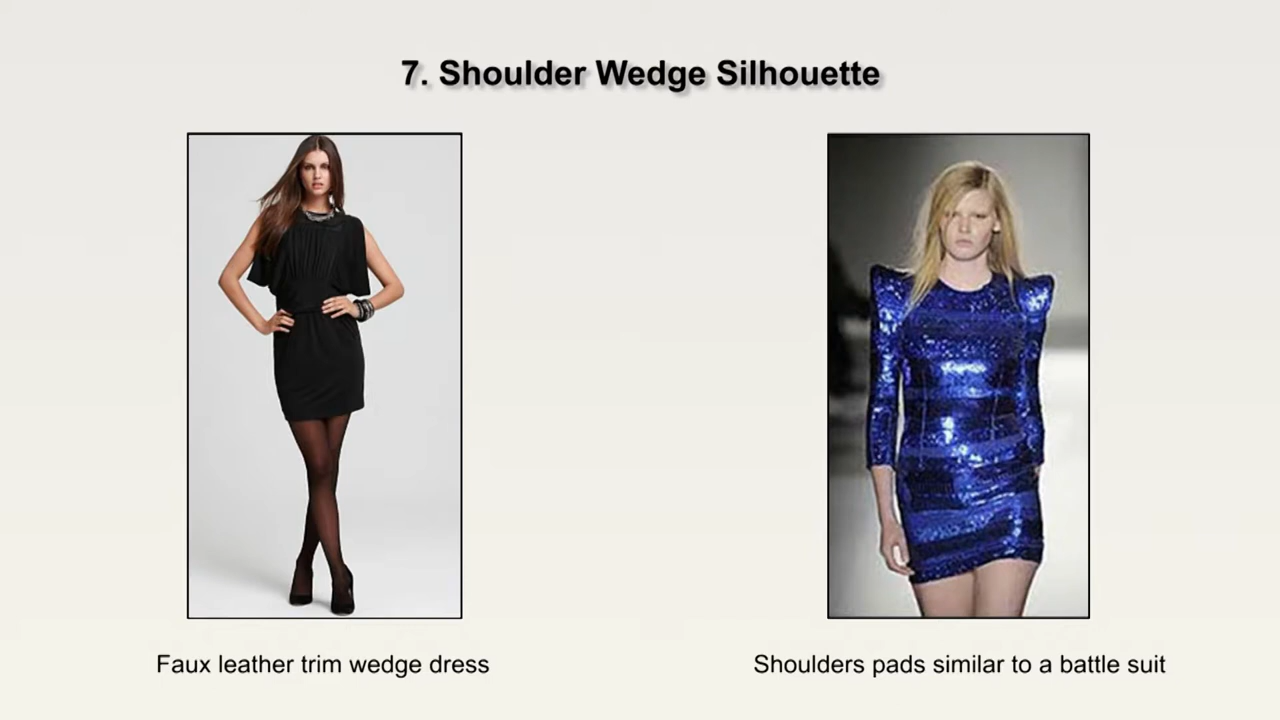 7. Shoulder Wedge Silhouette
Faux leather trim wedge dress
Shoulders pads similar to a battle suit